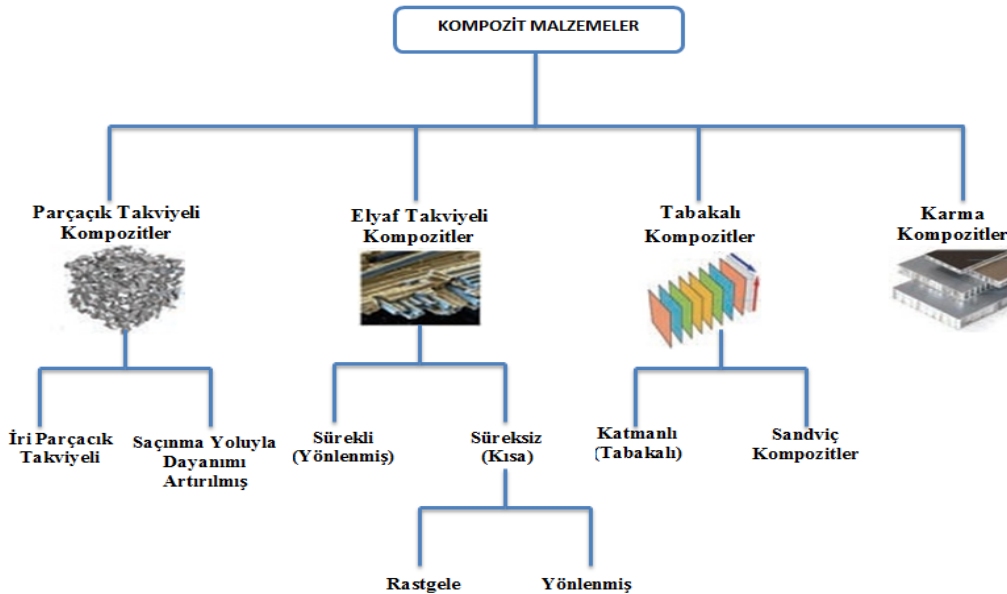 KOMPOZİT MALZEMELER
Parçaçık Takviyeli
Kompozitler
Elyaf Takviyeli
Kompozitler
Tabakalı
Kompozitler
Karma
Kompozitler
İri Parçacık
Takviyeli
Saçınma Yoluyla
Dayanımı
Artırılmış
Sürekli
(Yönlenmiş)
Süreksiz
(Kısa)
Katmanlı
(Tabakalı)
Sandviç
Kompozitler
Rastgele
Yönlenmiş